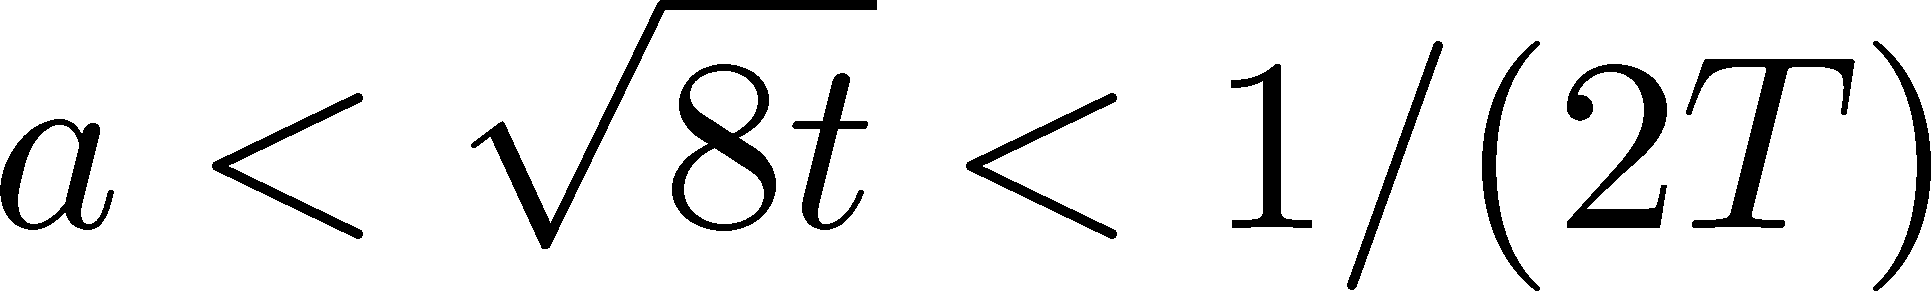 a < √8t < 1/(2T)